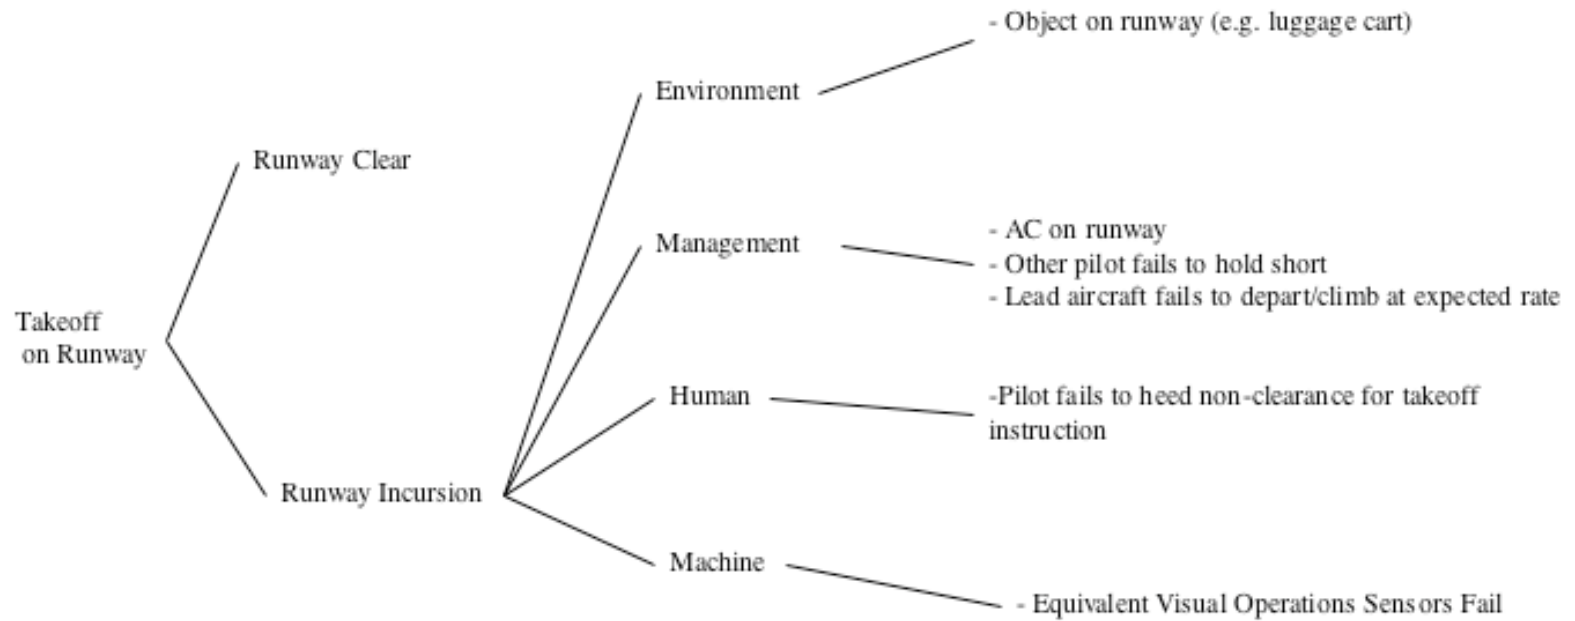 - Object on runway (e.g. luggage cart)
Environment
Runway Clear
- AC on runway
Management
- Other pilot fails to hold short
- Lead aircraft fails to depart/climb at expected rate
Takeoff
on Runway
Human
-Pilot fails to heed non-clearance for takeoff
instruction
Runway Incursion
Machine
- Equivalent Visual Operations Sensors Fail